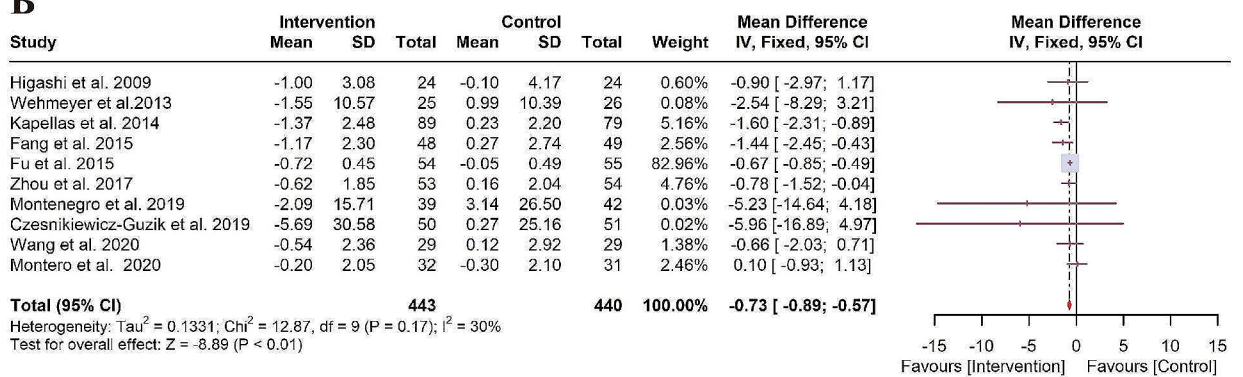 B
Intervention Control Mean Difference Mean Difference
Study Mean SD Total Mean SD Total Weight IV, Fixed, 95% CI IV, Fixed, 95% CI
Higashi et al. 2009 -1.00 3.08 24 -0.10 4.17 24 0.60% -0.90 [ -2.97; 1.17]
Wehmeyer et al.2013 -1.55 10.57 25 0.99 10.39 26 0.08% -2.54 [ -8.29; 3.21]
Kapellas et al. 2014 -1.37 2.48 89 0.23 2.20 79 5.16% -1.60 [ -2.31; -0.89]
Fang et al. 2015 -1.17 2.30 48 0.27 2.74 49 2.56% -1.44 [ -2.45; -0.43]
Fu et al. 2015 -0.72 0.45 54 -0.05 0.49 55 82.96% -0.67 [ -0.85; -0.49]
Zhou et al. 2017 -0.62 1.85 53 0.16 2.04 54 4.76% -0.78 [ -1.52; -0.04]
Montenegro et al. 2019 -2.09 15.71 39 3.14 26.50 42 0.03% -5.23 [-14.64; 4.18]
Czesnikiewicz-Guzik et al. 2019 -5.69 30.58 50 0.27 25.16 51 0.02% -5.96 [-16.89; 4.97]
Wang et al. 2020 -0.54 2.36 29 0.12 2.92 29 1.38% -0.66 [ -2.03; 0.71]
Montero et al. 2020 -0.20 2.05 32 -0.30 2.10 31 2.46% 0.10 [ -0.93; 1.13]
Total (95% CI) 443 440 100.00% -0.73 [ -0.89; -0.57]
Heterogeneity: Tau² = 0.1331; Chi² = 12.87, df = 9 (P = 0.17); I² = 30%
Test for overall effect: Z = -8.89 (P < 0.01)
-15 -10 -5 0 5 10 15
Favours [Intervention] Favours [Control]